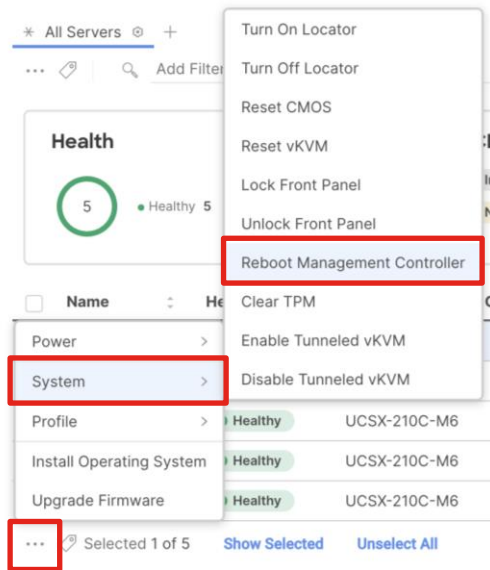 All Servers
Add Filter
Health
5
Healthy 5
Name
Turn On Locator
Turn Off Locator
Reset CMOS
Reset vKVM
Lock Front Panel
Unlock Front Panel
Reboot Management Controller
Clear TPM
Enable Tunneled vKVM
Disable Tunneled vKVM
Power
System
Profile
Install Operating System
Upgrade Firmware
Healthy UCSX-210C-M6
Healthy UCSX-210C-M6
Healthy UCSX-210C-M6
Selected 1 of 5 Show Selected Unselect All